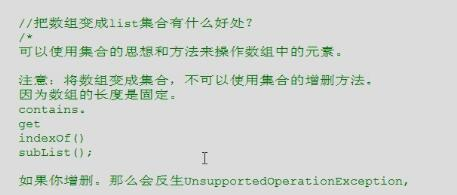 //把数组变成list集合有什么好处?
/*
可以使用集合的思想和方法来操作数组中的元素。
注意：将数组变成集合，不可以使用集合的增删方法。
因为数组的长度是固定。
contains.
get
indexOf()
subList();
如果你增删。那么会反生UnsupportedOperationException,